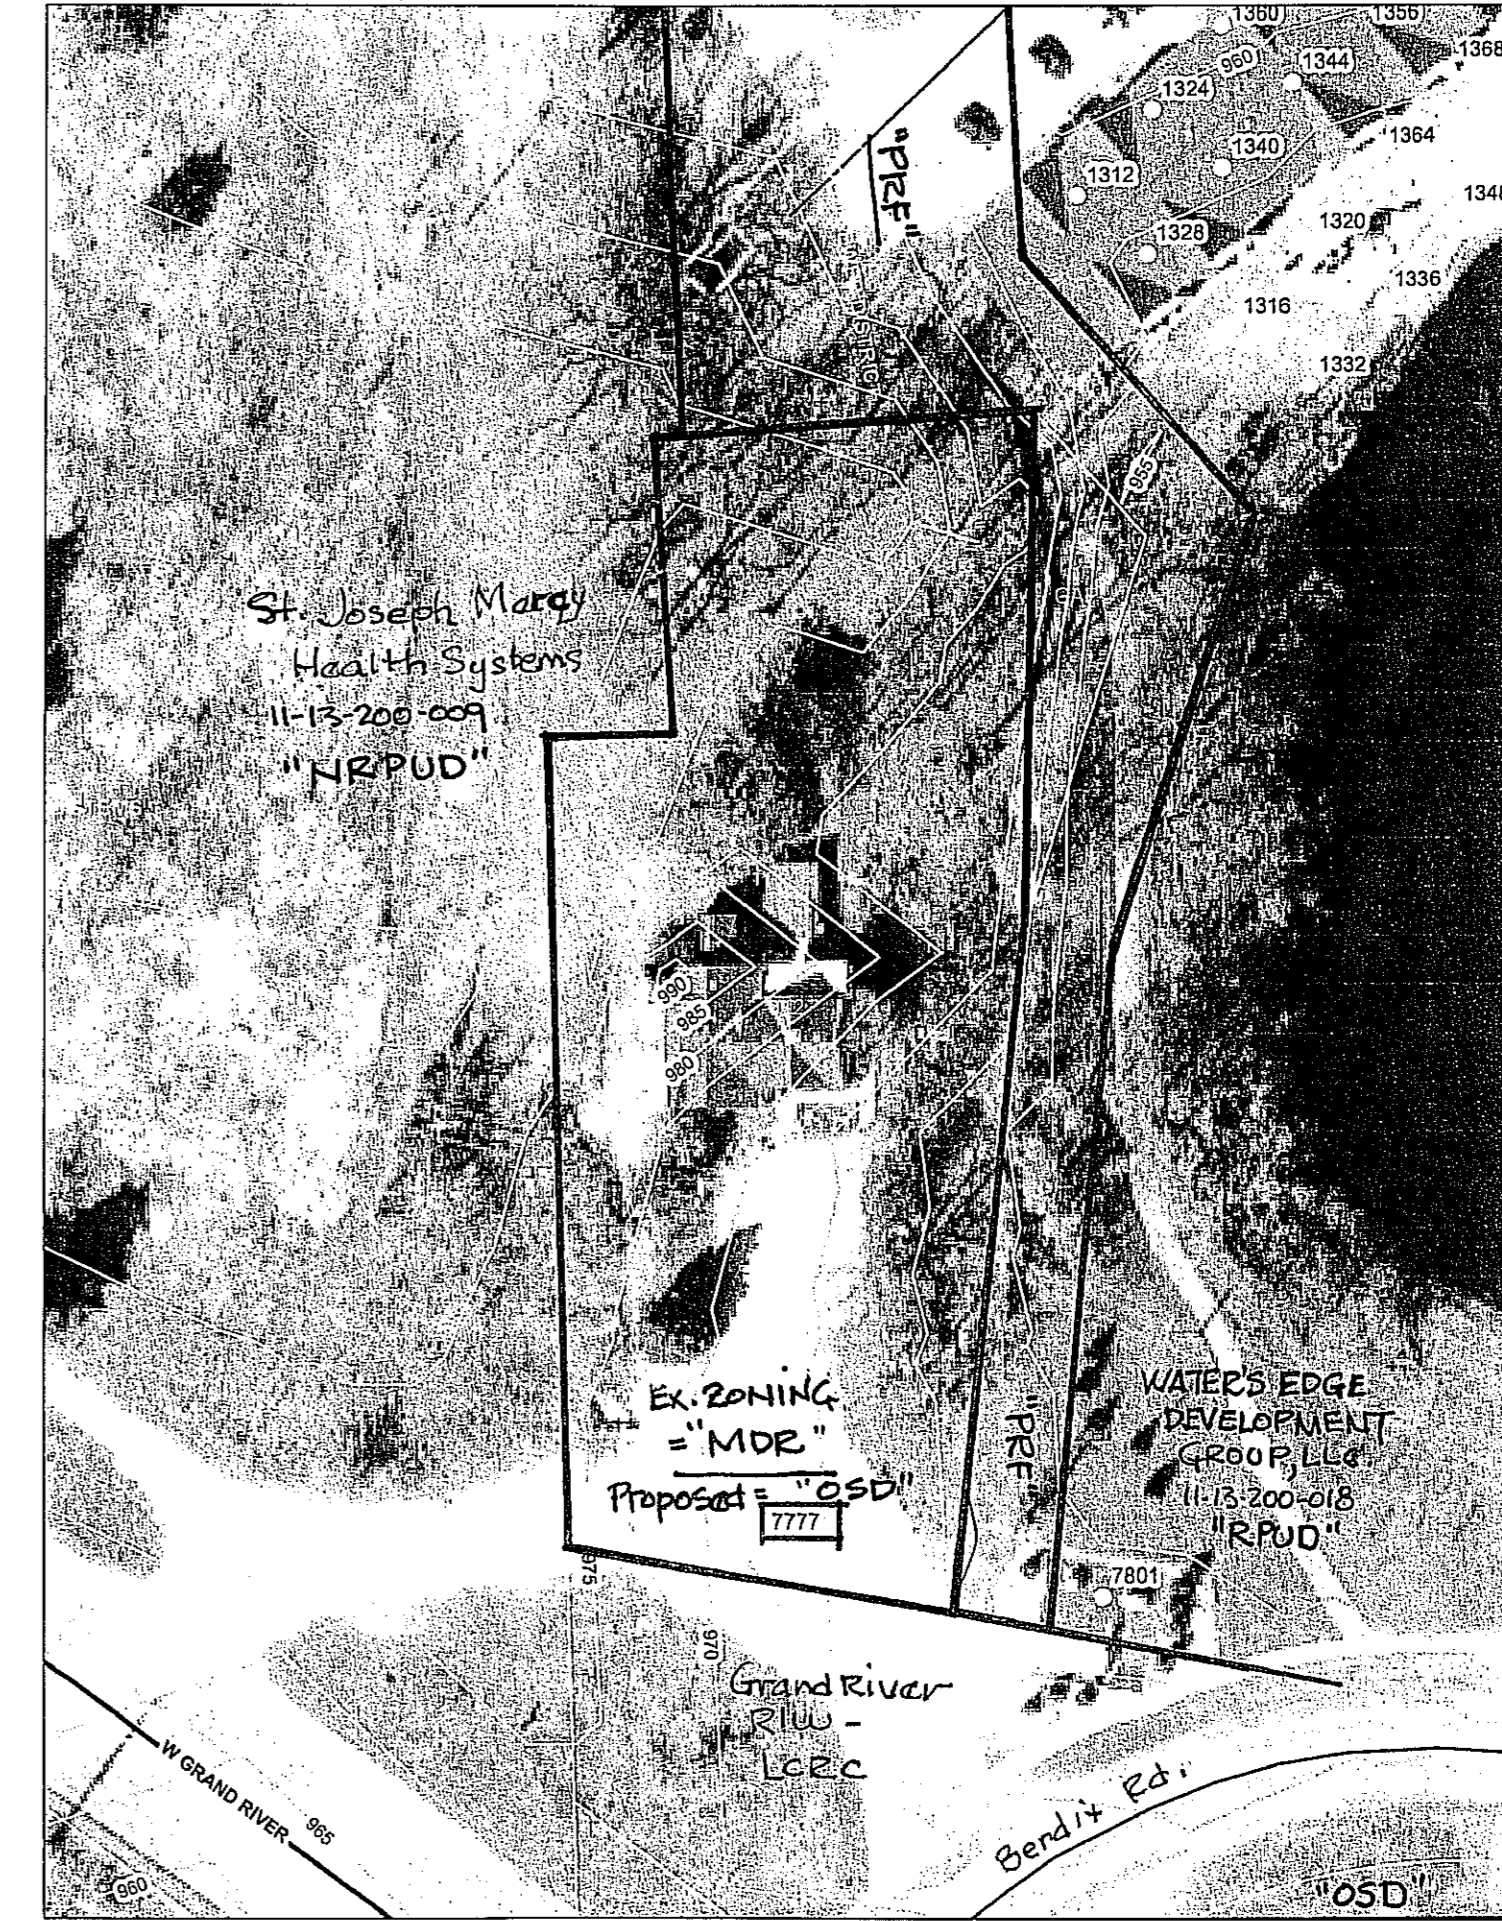 1360
1356
1368
1344
960
1324
1364
1340
1312
"PRF"
1320
1328
1336
1316
1332
955
St. Joseph Marcy
Health Systems
11-13-200-009
"NRPUD"
990
985
980
EX. ZONING
="MDR"
Proposed = "OSD"
7777
"PRF"
WATER'S EDGE
DEVELOPMENT
GROUP, LLC.
11-13-200-018
"RPUD"
7801
975
970
Grand River
R/W -
LCRC
W GRAND RIVER
965
960
Bendix Rd.
"OSD"